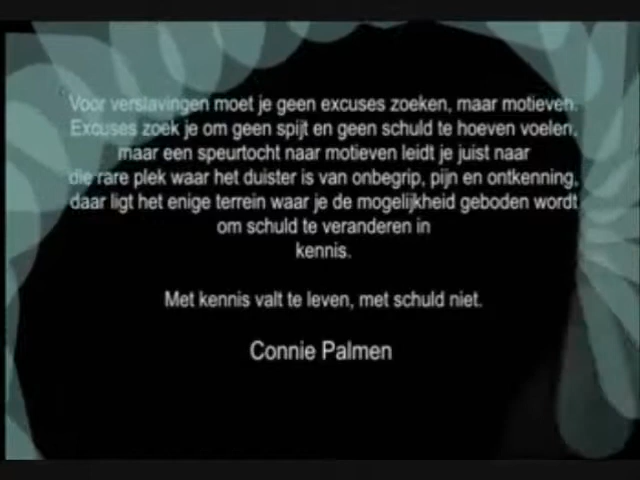 Voor verslavingen moet je geen excuses zoeken, maar motieven.
Excuses zoek je om geen spijt en geen schuld te hoeven voelen,
maar een speurtocht naar motieven leidt je juist naar
die rare plek waar het duister is van onbegrip, pijn en ontkenning,
daar ligt het enige terrein waar je de mogelijkheid geboden wordt
om schuld te veranderen in
kennis.
Met kennis valt te leven, met schuld niet.
Connie Palmen